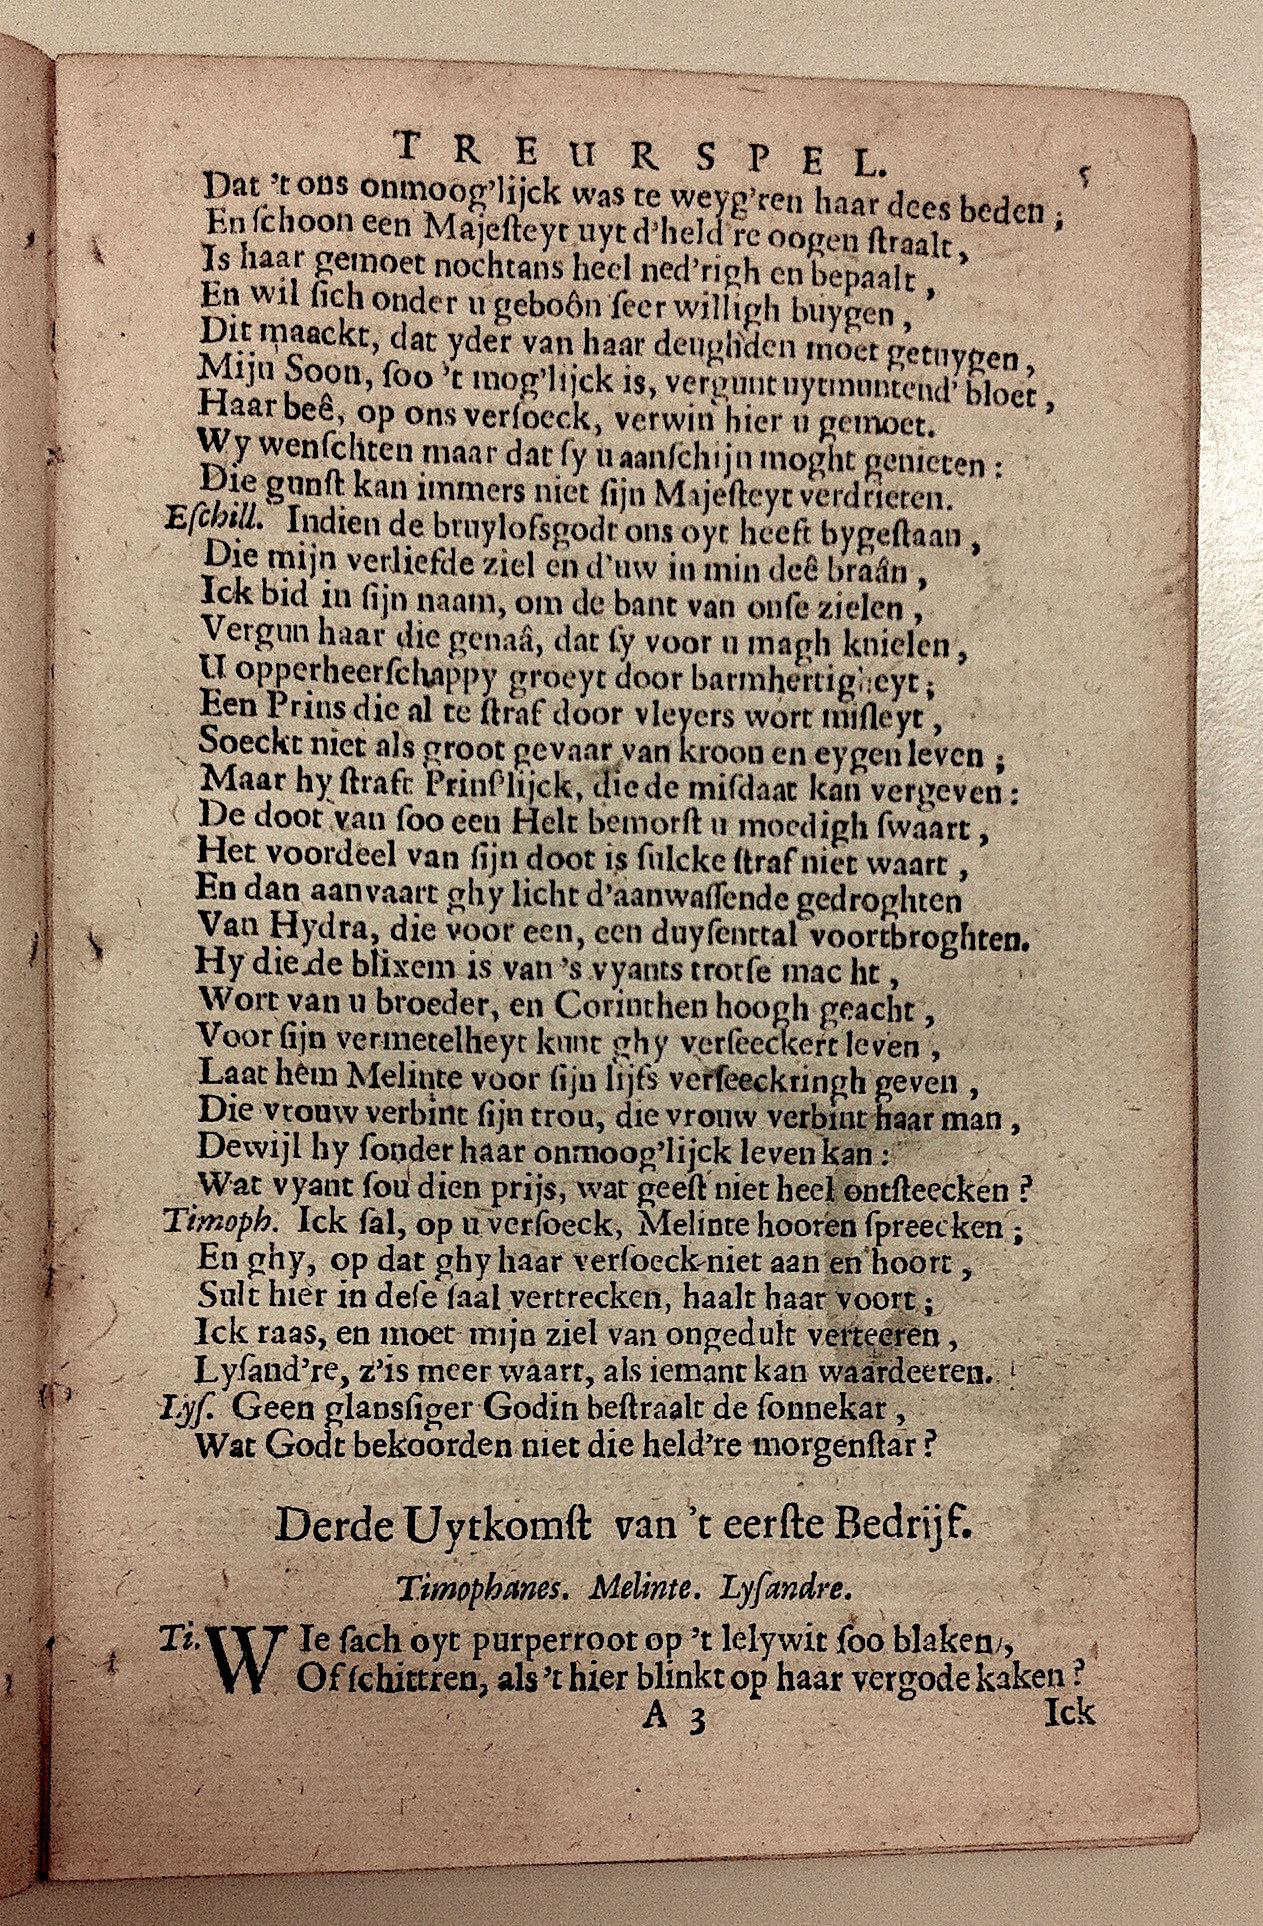 TREURSPEL. 5
Dat 't ons onmoog'lijck was te weyg'ren haar dees beden ;
En ſchoon een Majeſteyt uyt d'held're oogen ſtraalt,
Is haar gemoet nochtans heel ned'righ en bepaalt,
En wil ſich onder u geboôn ſeer willigh buygen,
Dit maackt, dat yder van haar deughden moet getuygen,
Mijn Soon, ſoo 't mog'lijck is, vergunt uytmuntend' bloet,
Haar beê, op ons verſoeck, verwin hier u gemoet.
Wy wenſchten maar dat ſy u aanſchijn moght genieten :
Die gunſt kan immers niet ſijn Majeſteyt verdrieten.
Eſchill. Indien de bruylofsgodt ons oyt heeft bygeſtaan,
Die mijn verliefde ziel en d'uw in min deê braân,
Ick bid in ſijn naam, om de bant van onſe zielen,
Vergun haar die genaâ, dat ſy voor u magh knielen,
U opperheerſchappy groeyt door barmhertigheyt ;
Een Prins die al te ſtraf door vleyers wort miſleyt,
Soeckt niet als groot gevaar van kroon en eygen leven ;
Maar hy ſtraft Prinſ'lijck, die de miſdaat kan vergeven :
De doot van ſoo een Helt bemorſt u moedigh ſwaart,
Het voordeel van ſijn doot is ſulcke ſtraf niet waart,
En dan aanvaart ghy licht d'aanwaſſende gedroghten
Van Hydra, die voor een, een duyſenttal voortbroghten.
Hy die de blixem is van 's vyants trotſe macht,
Wort van u broeder, en Corinthen hoogh geacht,
Voor ſijn vermetelheyt kunt ghy verſeeckert leven,
Laat hem Melinte voor ſijn lijfs verſeeckringh geven,
Die vrouw verbint ſijn trou, die vrouw verbint haar man,
Dewijl hy ſonder haar onmoog'lijck leven kan :
Wat vyant ſou dien prijs, wat geeſt niet heel ontſteecken ?
Timoph. Ick ſal, op u verſoeck, Melinte hooren ſpreecken ;
En ghy, op dat ghy haar verſoeck niet aan en hoort,
Sult hier in deſe ſaal vertrecken, haalt haar voort ;
Ick raas, en moet mijn ziel van ongedult verteeren,
Lyſand're, z'is meer waart, als iemant kan waardeeren.
Lyſ. Geen glansſiger Godin beſtraalt de ſonnekar,
Wat Godt bekoorden niet die held're morgenſtar ?
Derde Uytkomſt van 't eerſte Bedrijf.
Timophanes. Melinte. Lyſandre.
Ti. WIe ſach oyt purperroot op 't lelywit ſoo blaken,
Of ſchittren, als 't hier blinkt op haar vergode kaken ?
A 3 Ick